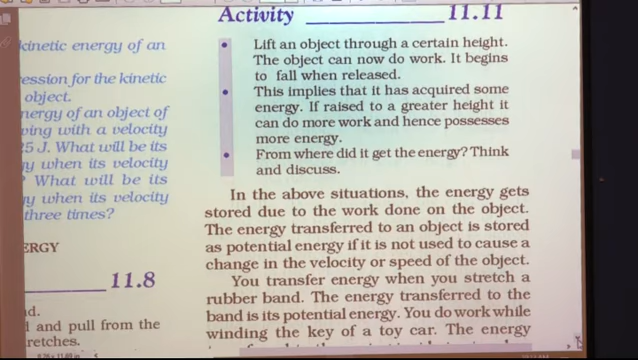 kinetic energy of an
ession for the kinetic
object.
nergy of an object of
ving with a velocity
5 J. What will be its
y when its velocity
What will be its
y when its velocity
three times?
ERGY
11.8
d.
l and pull from the
retches.
Activity 11.11
• Lift an object through a certain height.
The object can now do work. It begins
to fall when released.
• This implies that it has acquired some
energy. If raised to a greater height it
can do more work and hence possesses
more energy.
• From where did it get the energy? Think
and discuss.
In the above situations, the energy gets
stored due to the work done on the object.
The energy transferred to an object is stored
as potential energy if it is not used to cause a
change in the velocity or speed of the object.
You transfer energy when you stretch a
rubber band. The energy transferred to the
band is its potential energy. You do work while
winding the key of a toy car. The energy